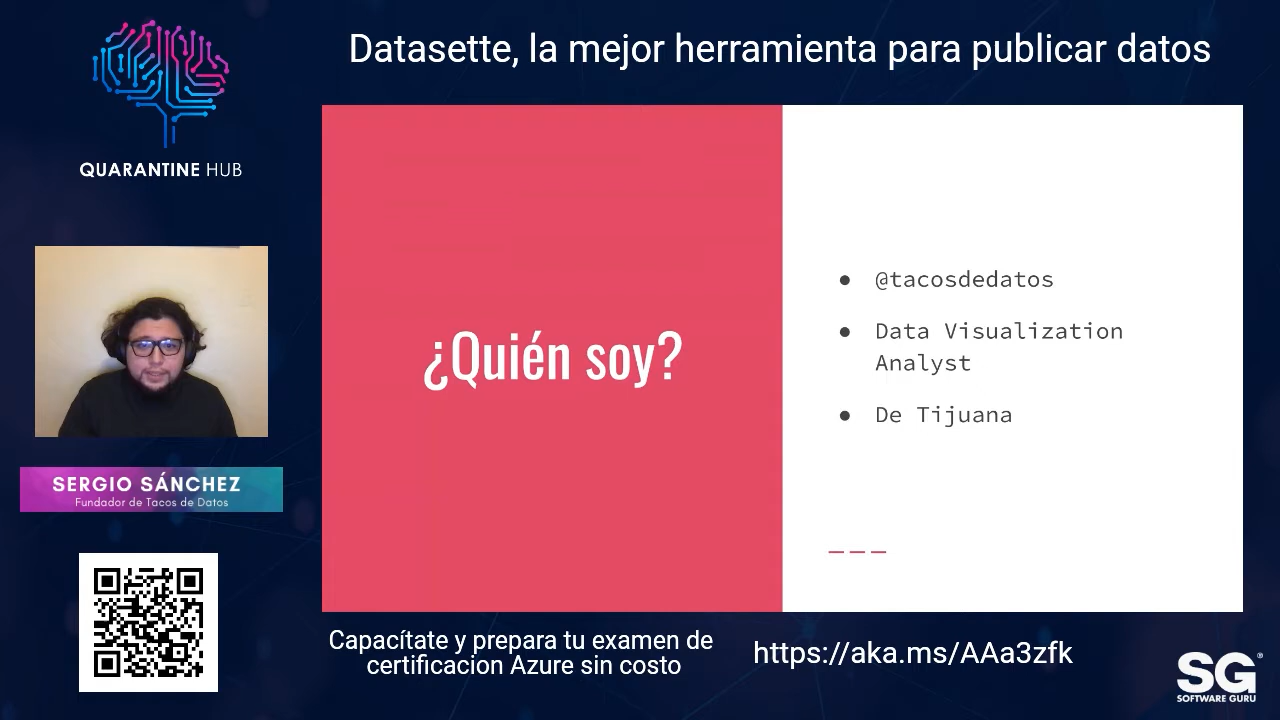 Datasette, la mejor herramienta para publicar datos
QUARANTINE HUB
¿Quién soy?
● @tacosdedatos
● Data Visualization
Analyst
● De Tijuana
SERGIO SÁNCHEZ
Fundador de Tacos de Datos
Capacítate y prepara tu examen de
certificacion Azure sin costo
https://aka.ms/AAa3zfk
SG®
SOFTWARE GURU